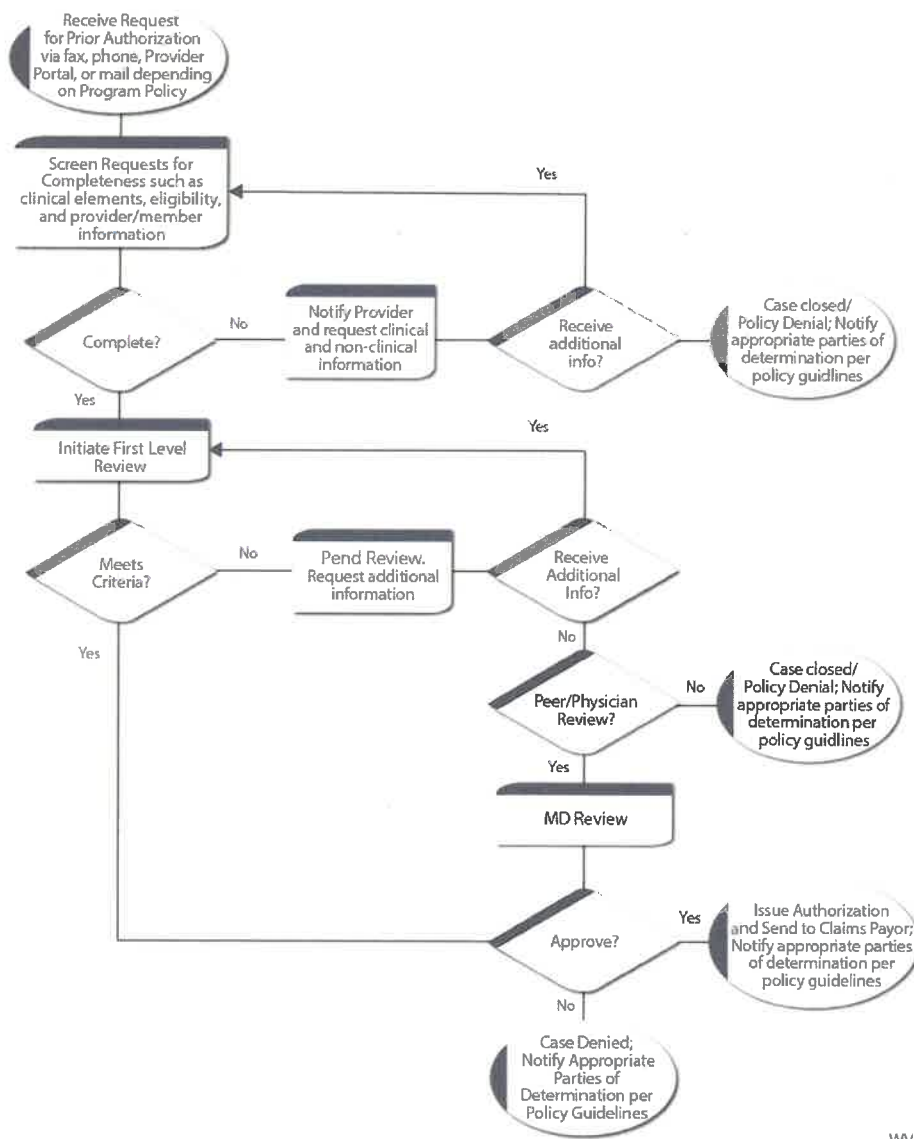 Receive Request
for Prior Authorization
via fax, phone, Provider
Portal, or mail depending
on Program Policy
Screen Requests for
Completeness such as
clinical elements, eligibility,
and provider/member
information
Yes
Complete?
No
Notify Provider
and request clinical
and non-clinical
information
Receive
additional
info?
Case closed/
Policy Denial; Notify
appropriate parties of
determination per
policy guidlines
Yes
Initiate First Level
Review
Yes
Meets
Criteria?
No
Pend Review.
Request additional
information
Receive
Additional
Info?
Yes
No
Peer/Physician
Review?
No
Case closed/
Policy Denial; Notify
appropriate parties of
determination per
policy guidlines
Yes
MD Review
Approve?
Yes
Issue Authorization
and Send to Claims Payor;
Notify appropriate parties
of determination per
policy guidelines
No
Case Denied;
Notify Appropriate
Parties of
Determination per
Policy Guidelines